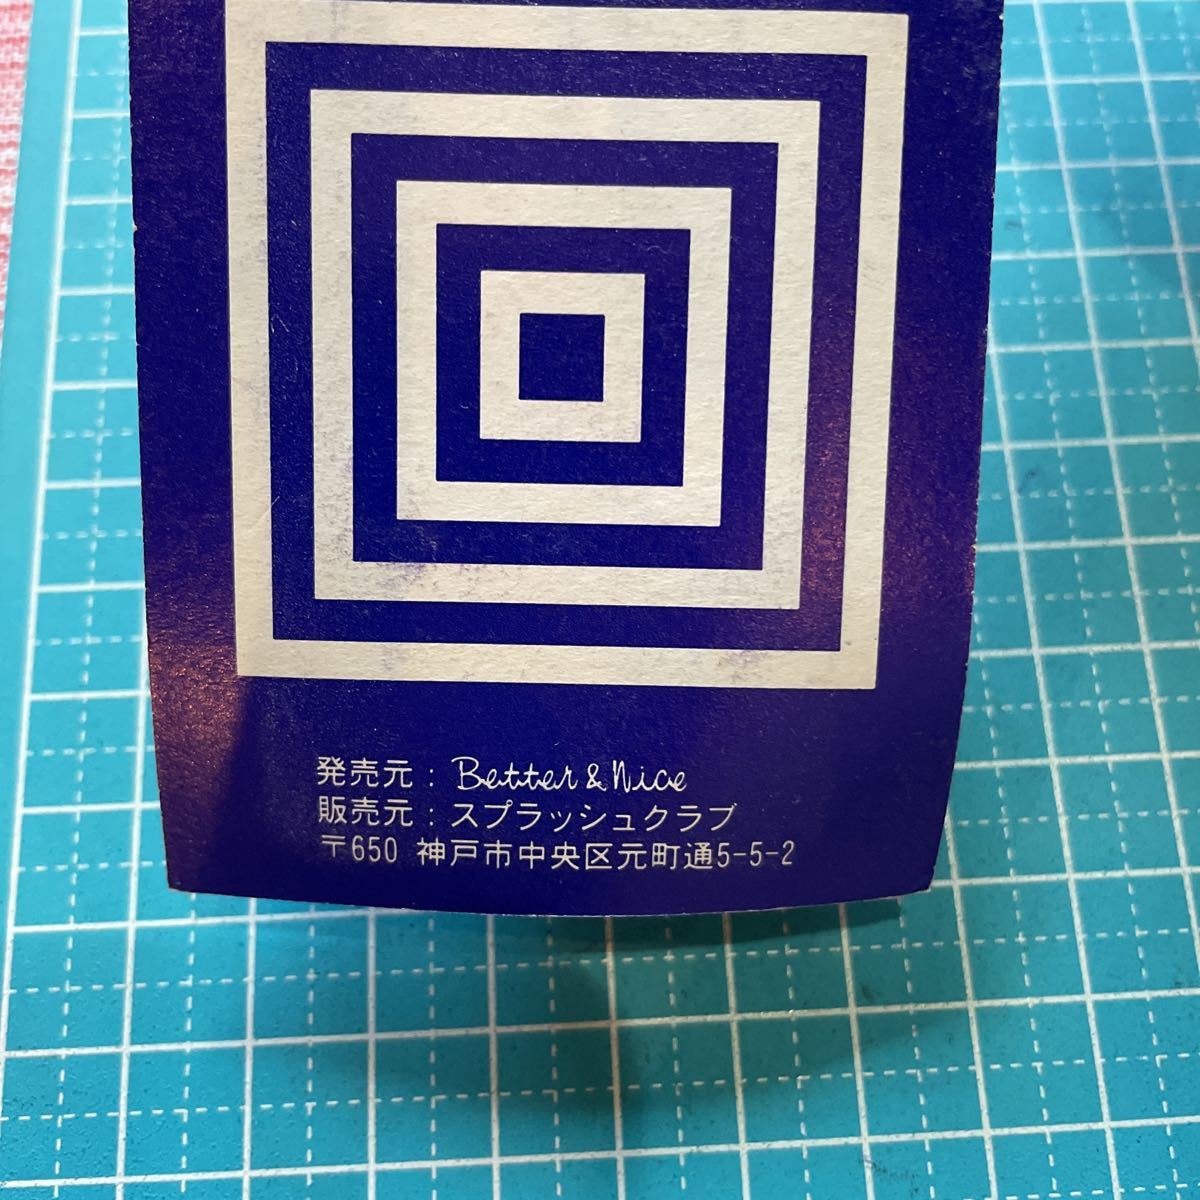 発売元：Better & Nice
販売元：スプラッシュクラブ
〒650 神戸市中央区元町通5-5-2